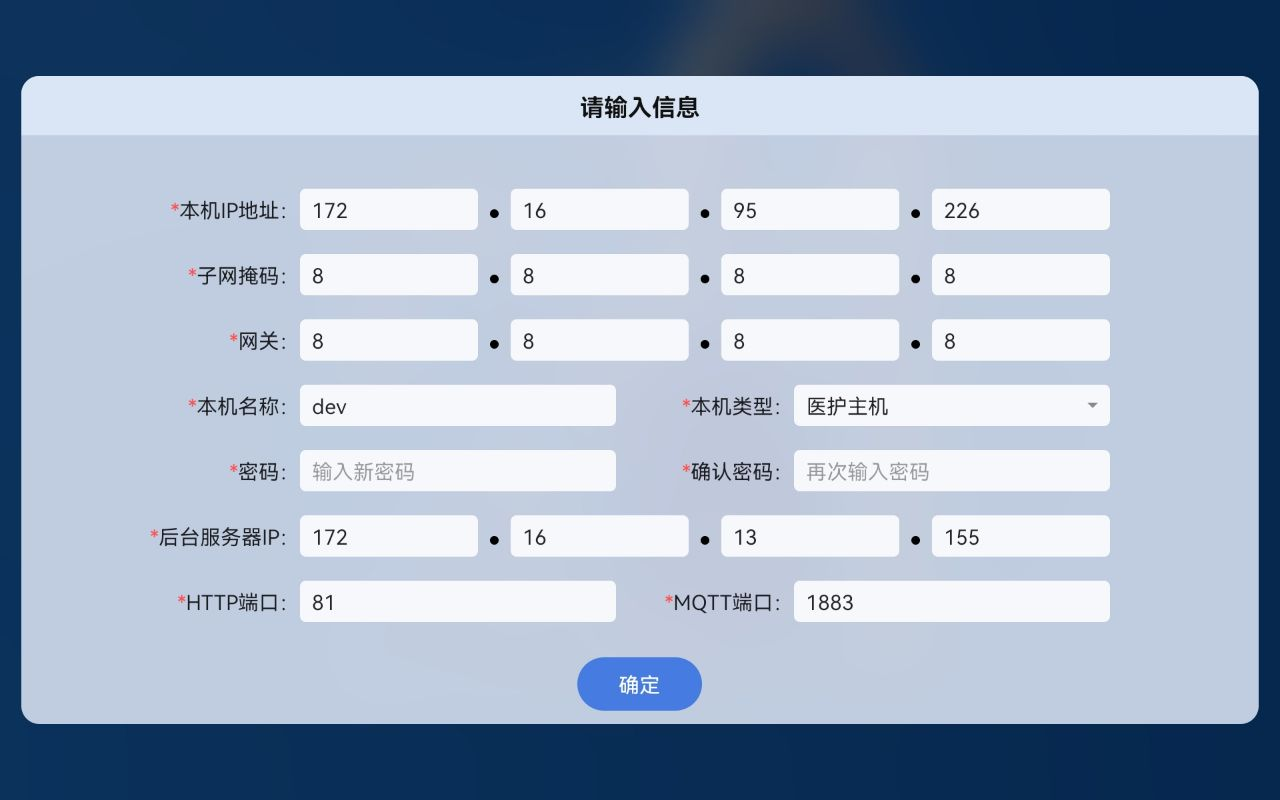 请输入信息
*本机IP地址: 172 . 16 . 95 . 226
*子网掩码: 8 . 8 . 8 . 8
*网关: 8 . 8 . 8 . 8
*本机名称: dev *本机类型: 医护主机
*密码: 输入新密码 *确认密码: 再次输入密码
*后台服务器IP: 172 . 16 . 13 . 155
*HTTP端口: 81 *MQTT端口: 1883
确定